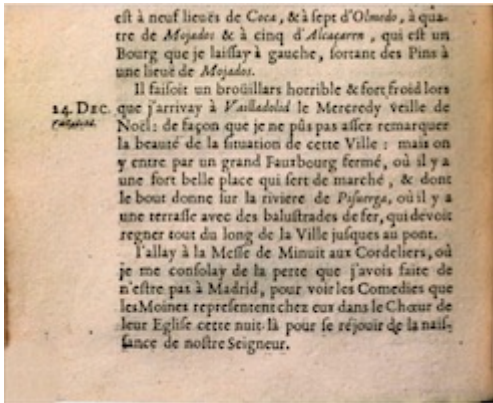 est à neuf lieuës de Coca, & à sept d'Olmedo, à qua-
tre de Mojados & à cinq d'Alcaçaren, qui est un
Bourg que je laissay à gauche, sortant des Pins à
une lieuë de Mojados.
Il faisoit un broüillars horrible & fort froid lors
24. DEC. que j'arrivay à Vailladolid le Mercredy veille de
Noël: de façon que je ne pûs pas assez remarquer
la beauté de la situation de cette Ville: mais on
y entre par un grand Fauxbourg fermé, où il y a
une fort belle place qui sert de marché, & dont
le bout donne sur la riviere de Pisuerga, où il y a
une terrasse avec des balustrades de fer, qui devoit
regner tout du long de la Ville jusques au pont.
J'allay à la Messe de Minuit aux Cordeliers, où
je me consolay de la perte que j'avois faite de
n'estre pas à Madrid, pour voir les Comedies que
les Moines representent chez eux dans le Chœur de
leur Eglise cette nuit-là pour se réjouir de la nais-
sance de nostre Seigneur.